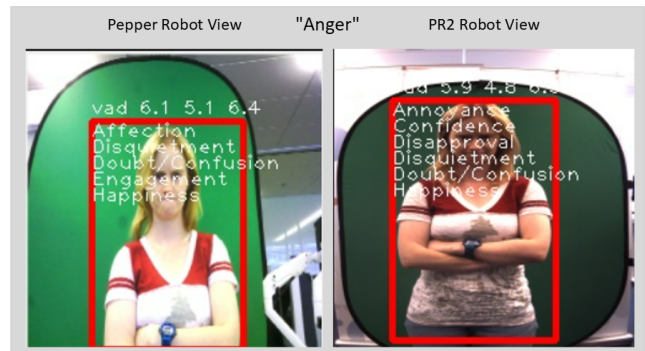 Pepper Robot View
"Anger"
PR2 Robot View
vad 6.1 5.1 6.4
Affection
Disquietment
Doubt/Confusion
Engagement
Happiness
vad 5.9 4.8
Annoyance
Confidence
Disapproval
Disquietment
Doubt/Confusion
Happiness